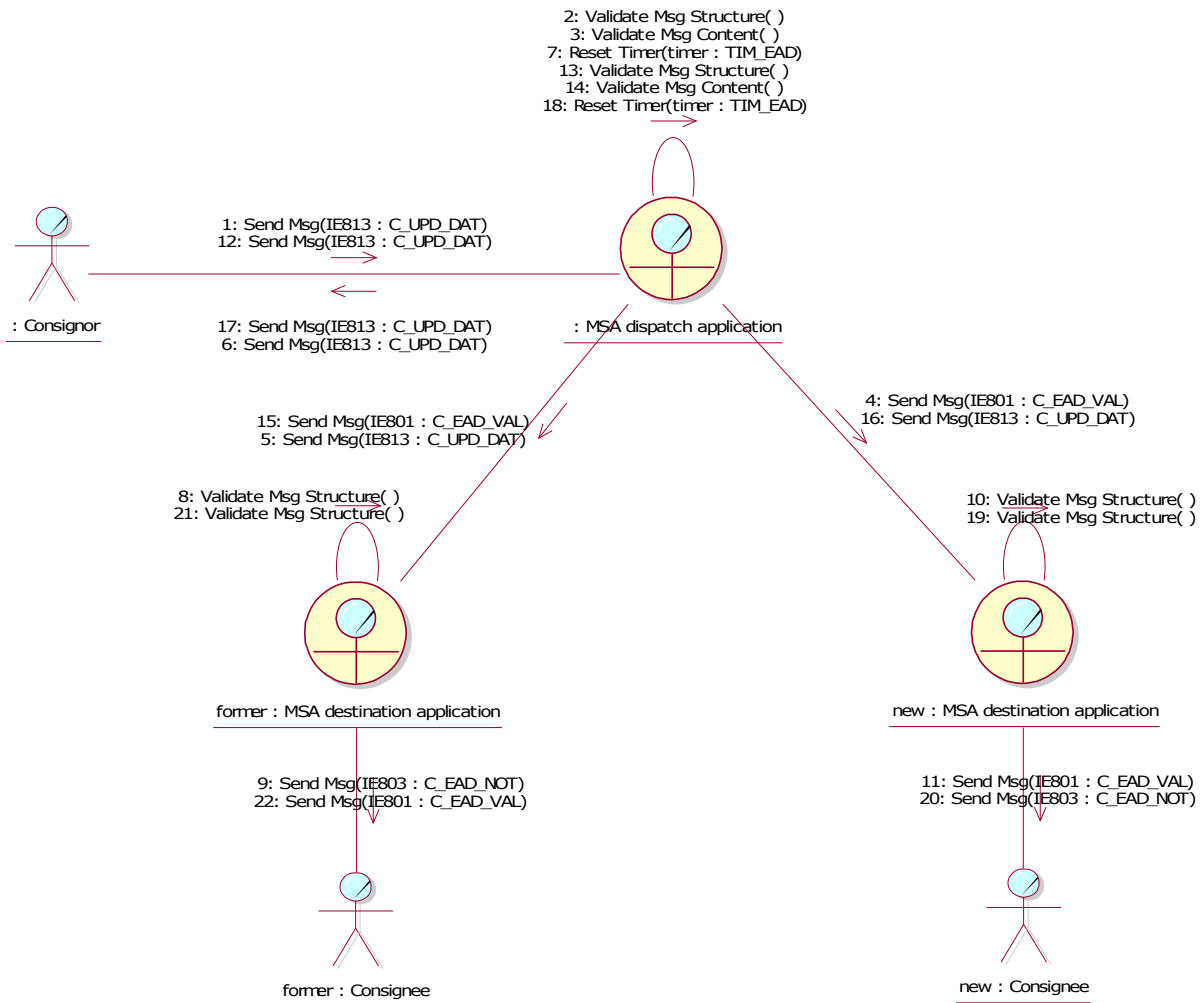 2: Validate Msg Structure( )
3: Validate Msg Content( )
7: Reset Timer(timer : TIM_EAD)
13: Validate Msg Structure( )
14: Validate Msg Content( )
18: Reset Timer(timer : TIM_EAD)
1: Send Msg(IE813 : C_UPD_DAT)
12: Send Msg(IE813 : C_UPD_DAT)
: Consignor
17: Send Msg(IE813 : C_UPD_DAT)
6: Send Msg(IE813 : C_UPD_DAT)
: MSA dispatch application
15: Send Msg(IE801 : C_EAD_VAL)
5: Send Msg(IE813 : C_UPD_DAT)
4: Send Msg(IE801 : C_EAD_VAL)
16: Send Msg(IE813 : C_UPD_DAT)
8: Validate Msg Structure( )
21: Validate Msg Structure( )
10: Validate Msg Structure( )
19: Validate Msg Structure( )
former : MSA destination application
new : MSA destination application
9: Send Msg(IE803 : C_EAD_NOT)
22: Send Msg(IE801 : C_EAD_VAL)
11: Send Msg(IE801 : C_EAD_VAL)
20: Send Msg(IE803 : C_EAD_NOT)
former : Consignee
new : Consignee